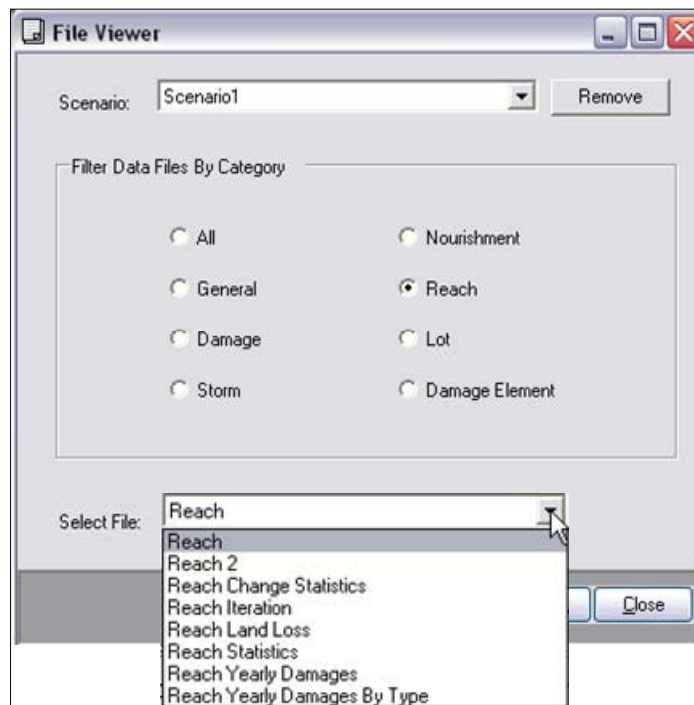 File Viewer
Scenario: Scenario1 Remove
Filter Data Files By Category
All Nourishment
General Reach
Damage Lot
Storm Damage Element
Select File: Reach
Reach
Reach 2
Reach Change Statistics
Reach Iteration
Reach Land Loss
Reach Statistics
Close
Reach Yearly Damages
Reach Yearly Damages By Type